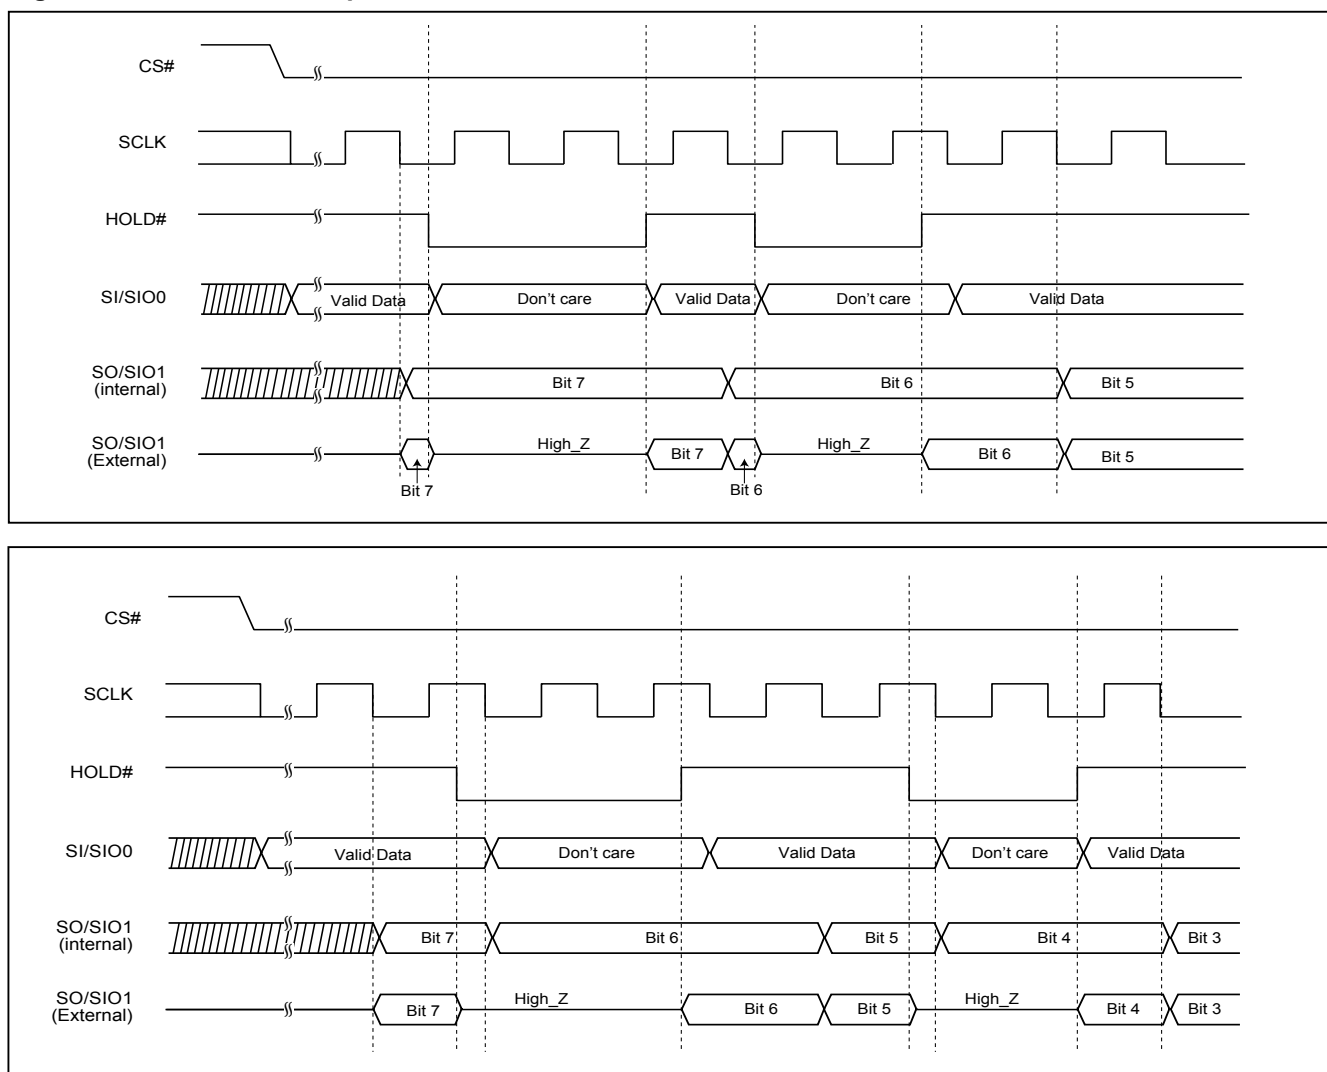 CS#
SCLK
HOLD#
SI/SIO0
Valid Data
Don't care
Valid Data
Don't care
Valid Data
SO/SIO1
(internal)
Bit 7
Bit 6
Bit 5
SO/SIO1
(External)
High_Z
Bit 7
High_Z
Bit 6
Bit 5
Bit 7
Bit 6
CS#
SCLK
HOLD#
SI/SIO0
Valid Data
Don't care
Valid Data
Don't care
Valid Data
SO/SIO1
(internal)
Bit 7
Bit 6
Bit 5
Bit 4
Bit 3
SO/SIO1
(External)
Bit 7
High_Z
Bit 6
Bit 5
High_Z
Bit 4
Bit 3